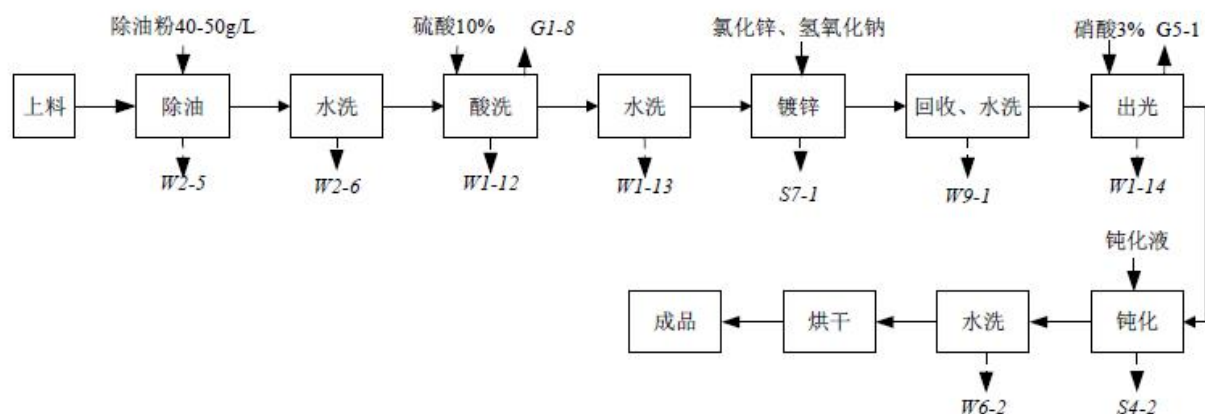 除油粉40-50g/L
硫酸10%
G1-8
氯化锌、氢氧化钠
硝酸3%
G5-1
上料
除油
水洗
酸洗
水洗
镀锌
回收、水洗
出光
W2-5
W2-6
W1-12
W1-13
S7-1
W9-1
W1-14
钝化液
成品
烘干
水洗
钝化
W6-2
S4-2